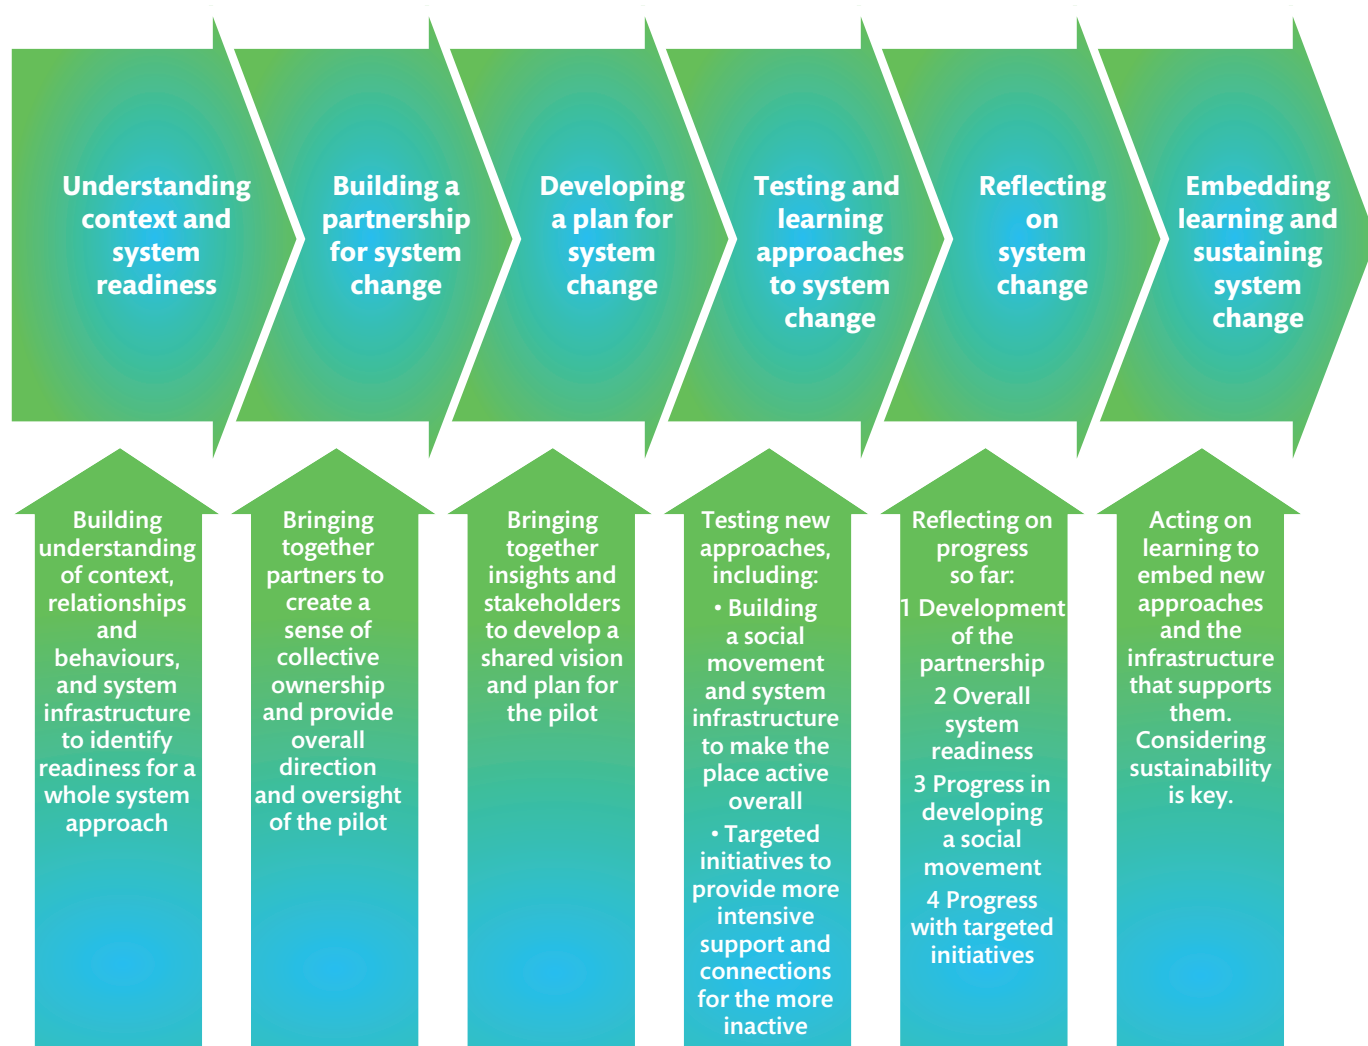 Understanding
context and
system
readiness
Building a
partnership
for system
change
Developing
a plan for
system
change
Testing and
learning
approaches
to system
change
Reflecting
on
system
change
Embedding
learning and
sustaining
system
change
Building
understanding
of context,
relationships
and
behaviours,
and system
infrastructure
to identify
readiness for a
whole system
approach
Bringing
together
partners to
create a
sense of
collective
ownership
and provide
overall
direction
and oversight
of the pilot
Bringing
together
insights and
stakeholders
to develop a
shared vision
and plan for
the pilot
Testing new
approaches,
including:
• Building
a social
movement
and system
infrastructure
to make the
place active
overall
• Targeted
initiatives to
provide more
intensive
support and
connections
for the more
inactive
Reflecting on
progress
so far:
1 Development
of the
partnership
2 Overall
system
readiness
3 Progress in
developing
a social
movement
4 Progress
with targeted
initiatives
Acting on
learning to
embed new
approaches
and the
infrastructure
that supports
them.
Considering
sustainability
is key.